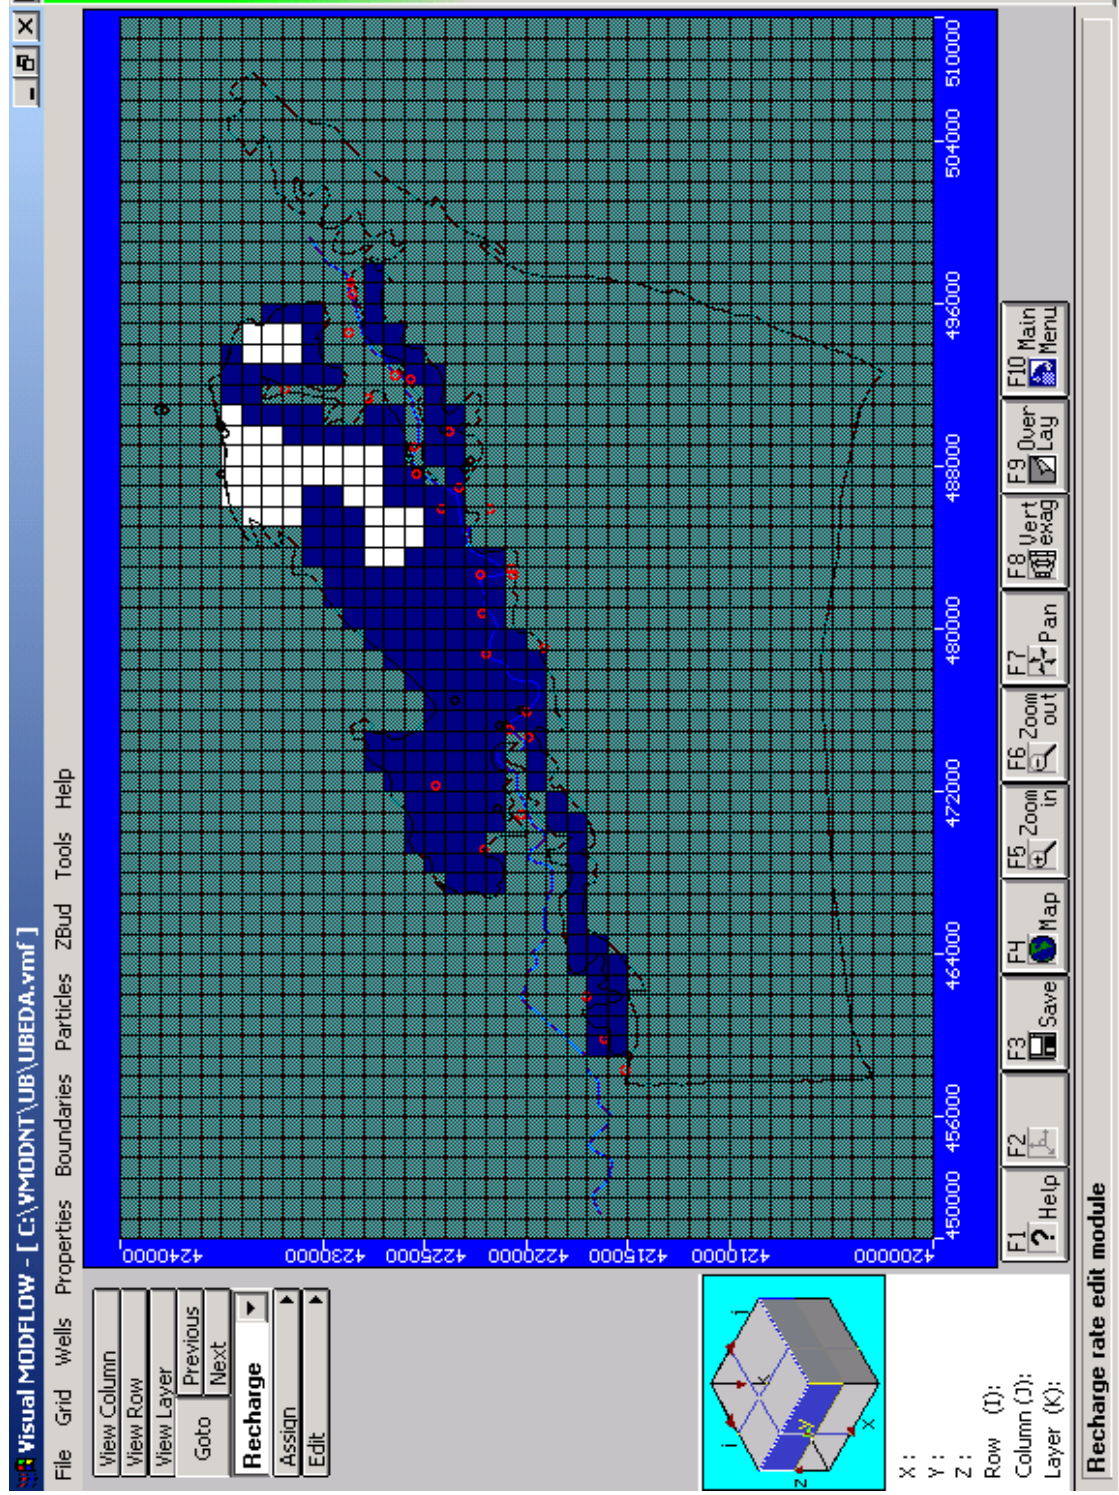 Visual MODFLOW - [ C:\VMODNT\UB\UBEDA.vmf ]
File Grid Wells Properties Boundaries Particles ZBud Tools Help
View Column
View Row
View Layer
Goto
Previous
Next
Recharge
Assign
Edit
4240000
4230000
4225000
4220000
4215000
4210000
4200000
450000 456000 464000 472000 480000 488000 496000 504000 510000
i
j
k
y
z
x
X :
Y :
Z :
Row (I):
Column (J):
Layer (K):
F1 ? Help
F2
F3 Save
F4 Map
F5 Zoom in
F6 Zoom out
F7 Pan
F8 Vert exag
F9 Over Lay
F10 Main Menu
Recharge rate edit module